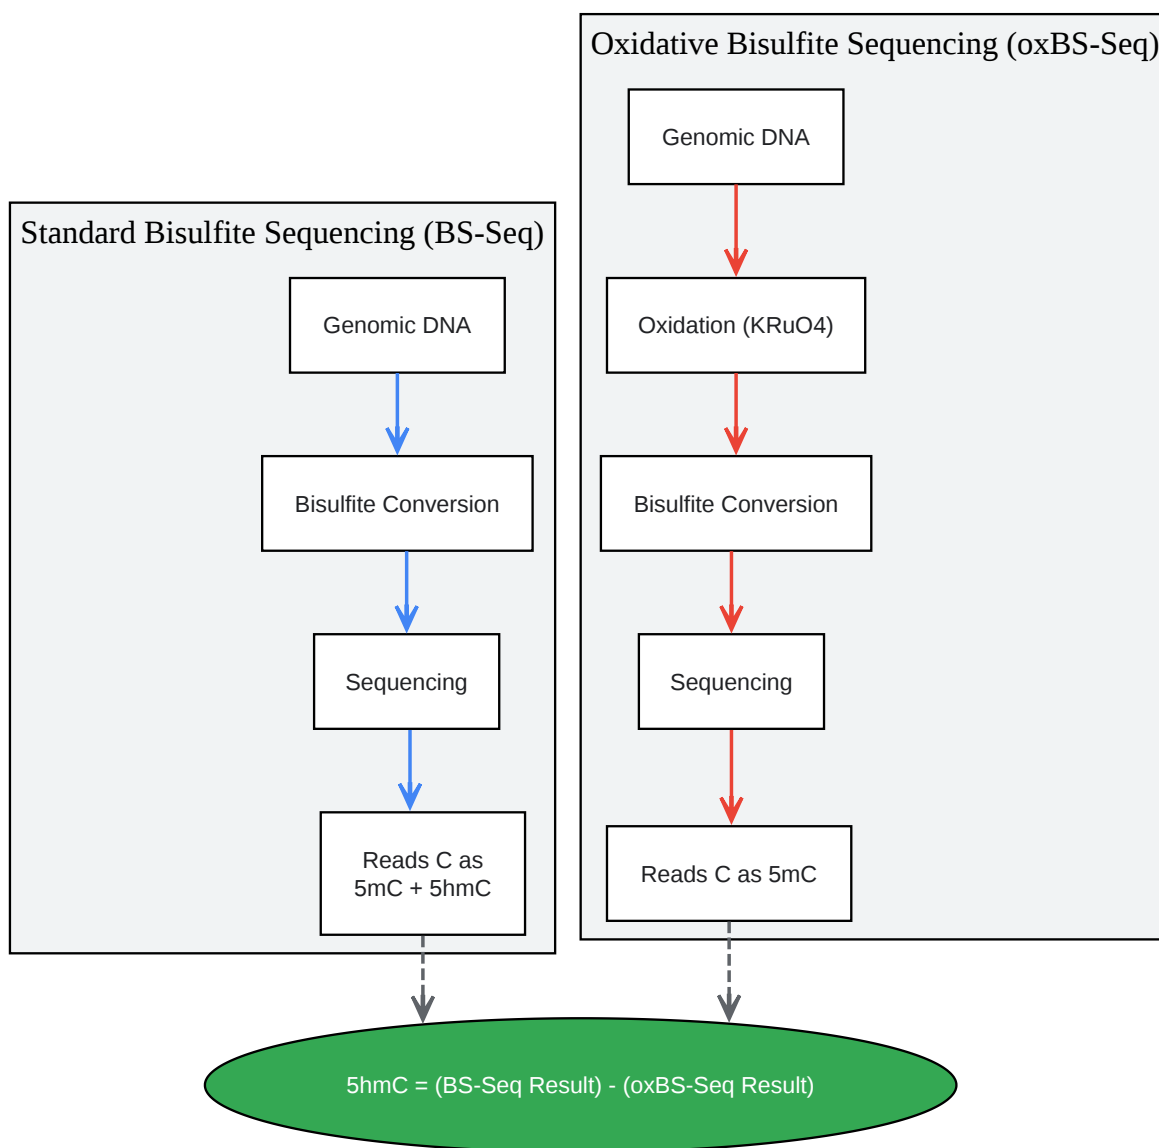 Standard Bisulfite Sequencing (BS-Seq)
Genomic DNA
Bisulfite Conversion
Sequencing
Reads C as
5mC + 5hmC
Oxidative Bisulfite Sequencing (oxBS-Seq)
Genomic DNA
Oxidation (KRuO4)
Bisulfite Conversion
Sequencing
Reads C as 5mC
5hmC = (BS-Seq Result) - (oxBS-Seq Result)